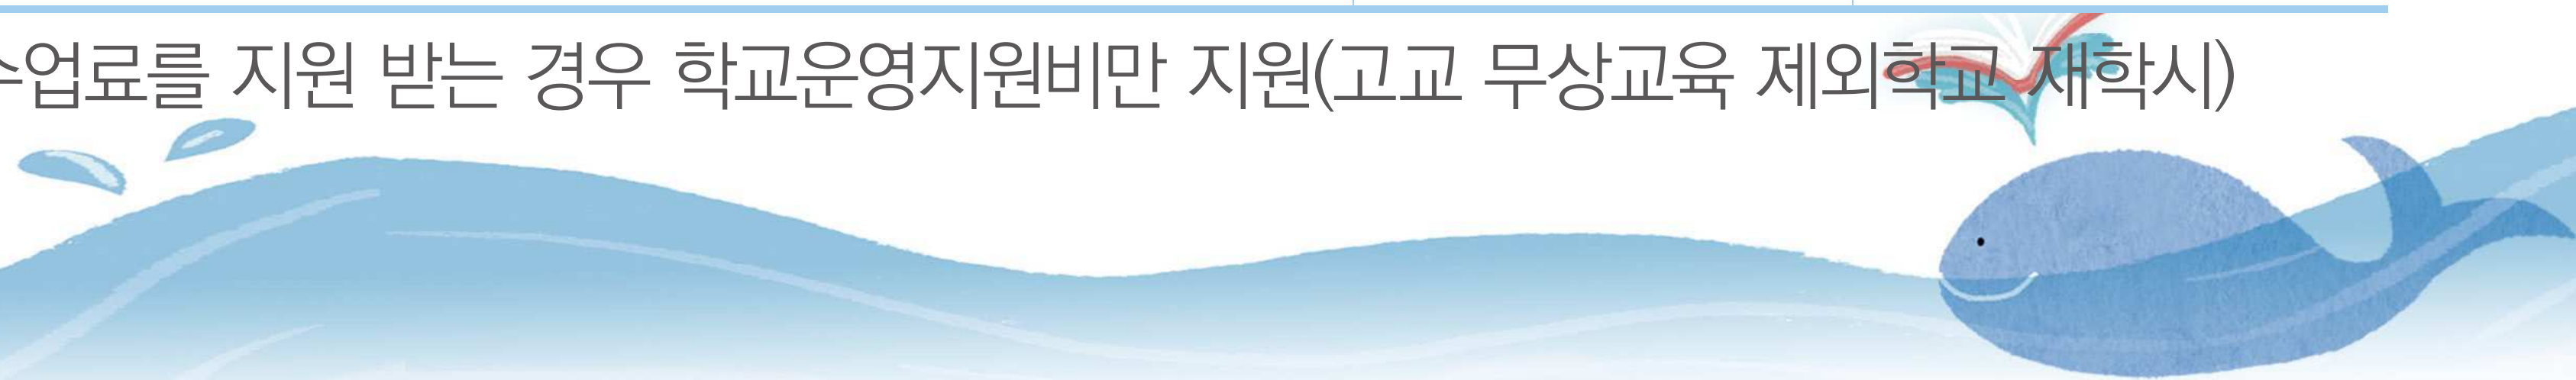 수업료를 지원 받는 경우 학교운영지원비만 지원(고교 무상교육 제외학교 재학시)